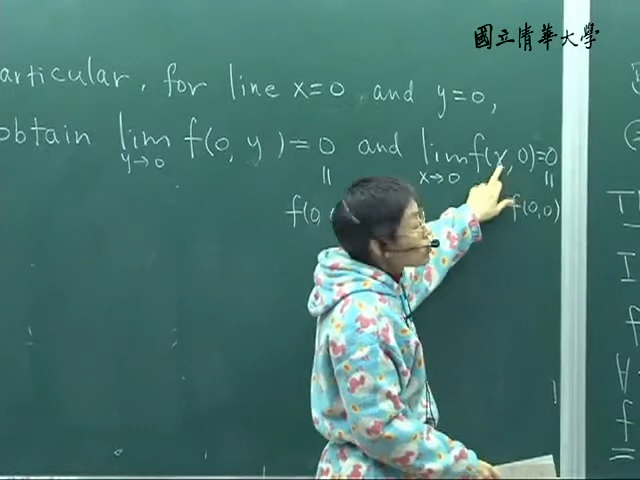 國立清華大學
articular, for line x=0 and y=0,
obtain lim f(0, y)=0 and lim f(x, 0)=0
y→0 x→0
|| ||
f(0, f(0,0)